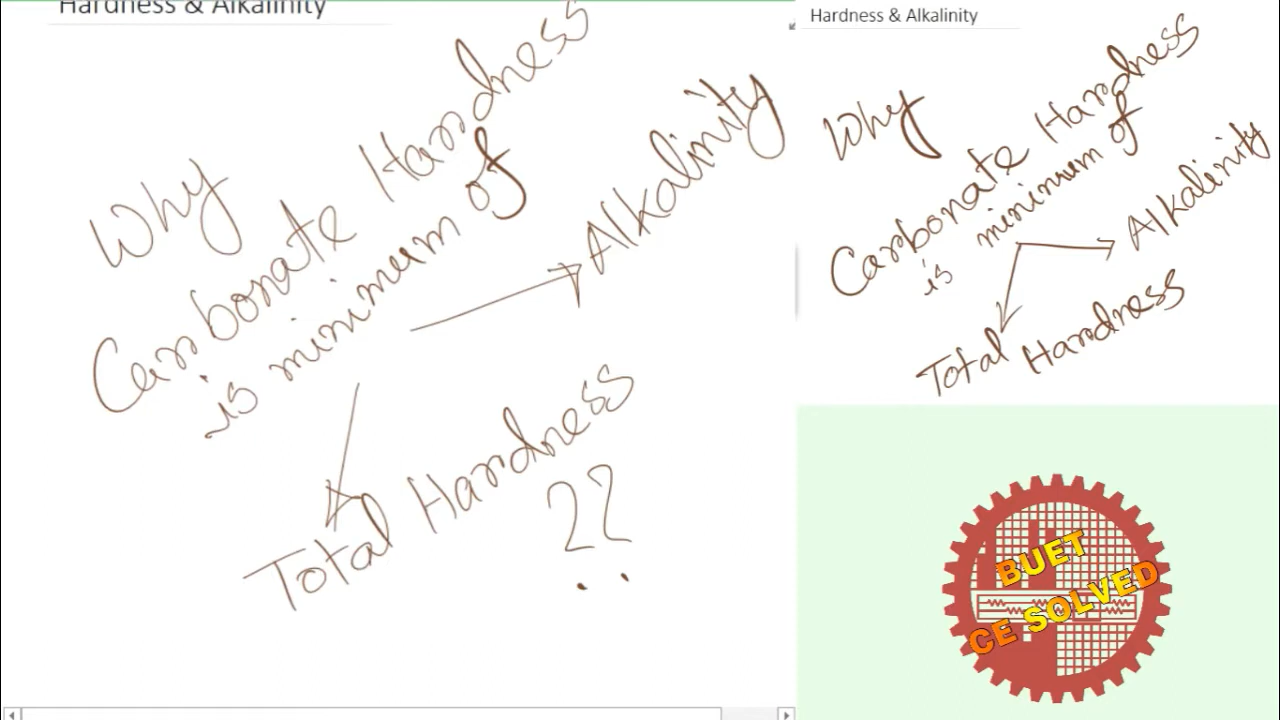 Hardness & Alkalinity
Why
Carbonate Hardness
is minimum of
Alkalinity
Total Hardness
??
Hardness & Alkalinity
Why
Carbonate Hardness
is minimum of
Alkalinity
Total Hardness
BUET
CE SOLVED